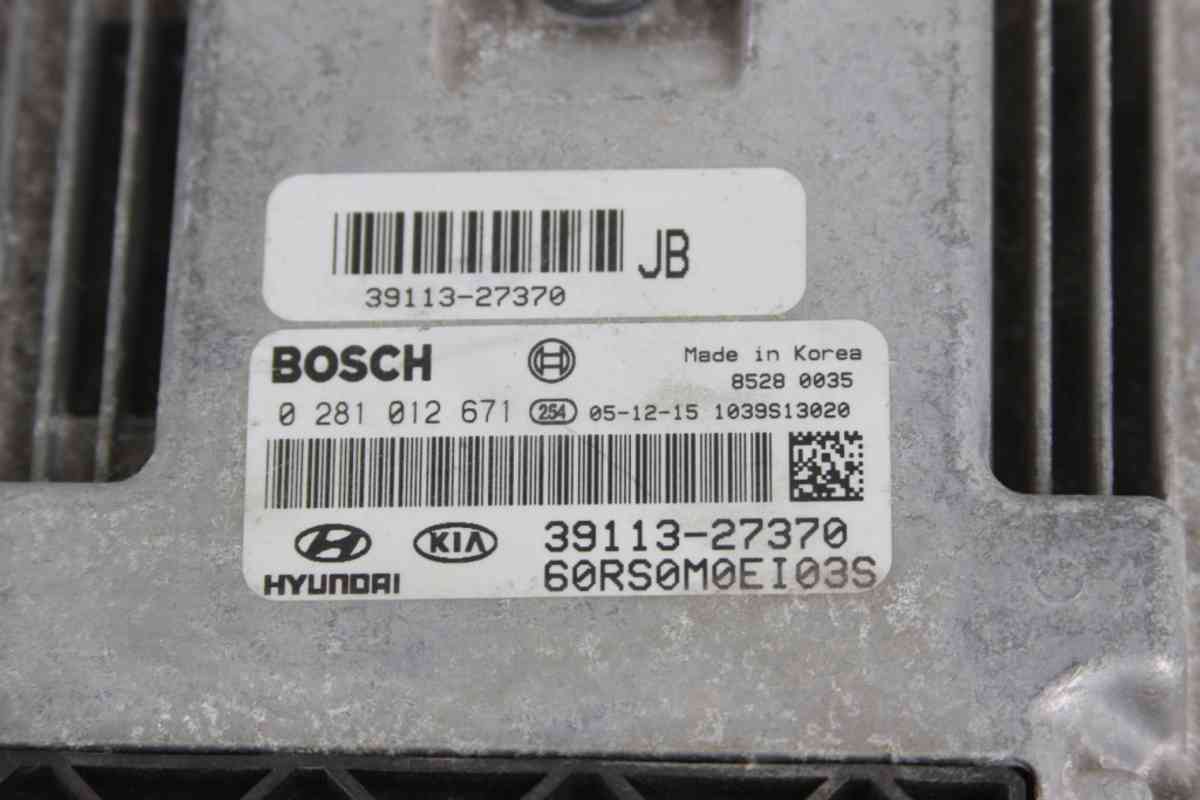 JB
39113-27370
BOSCH Made in Korea
8528 0035
0 281 012 671 254 05-12-15 1039S13020
HYUNDAI KIA 39113-27370
60RS0M0EI03S